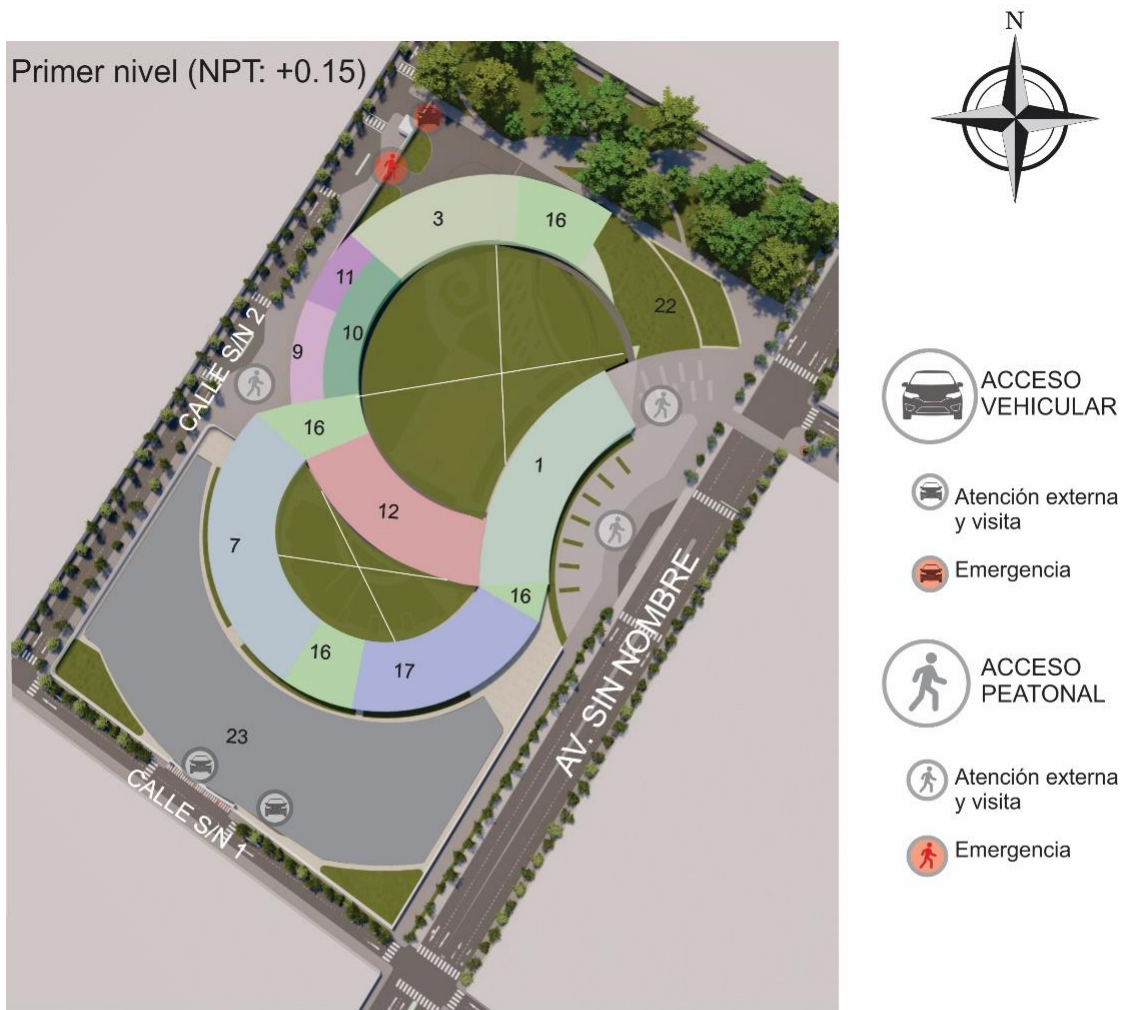 Primer nivel (NPT: +0.15)
N
3
16
11
10
9
22
CALLE S/N 2
16
1
12
7
16
16
17
23
CALLE S/N 1
AV. SIN NOMBRE
ACCESO
VEHICULAR
Atención externa
y visita
Emergencia
ACCESO
PEATONAL
Atención externa
y visita
Emergencia